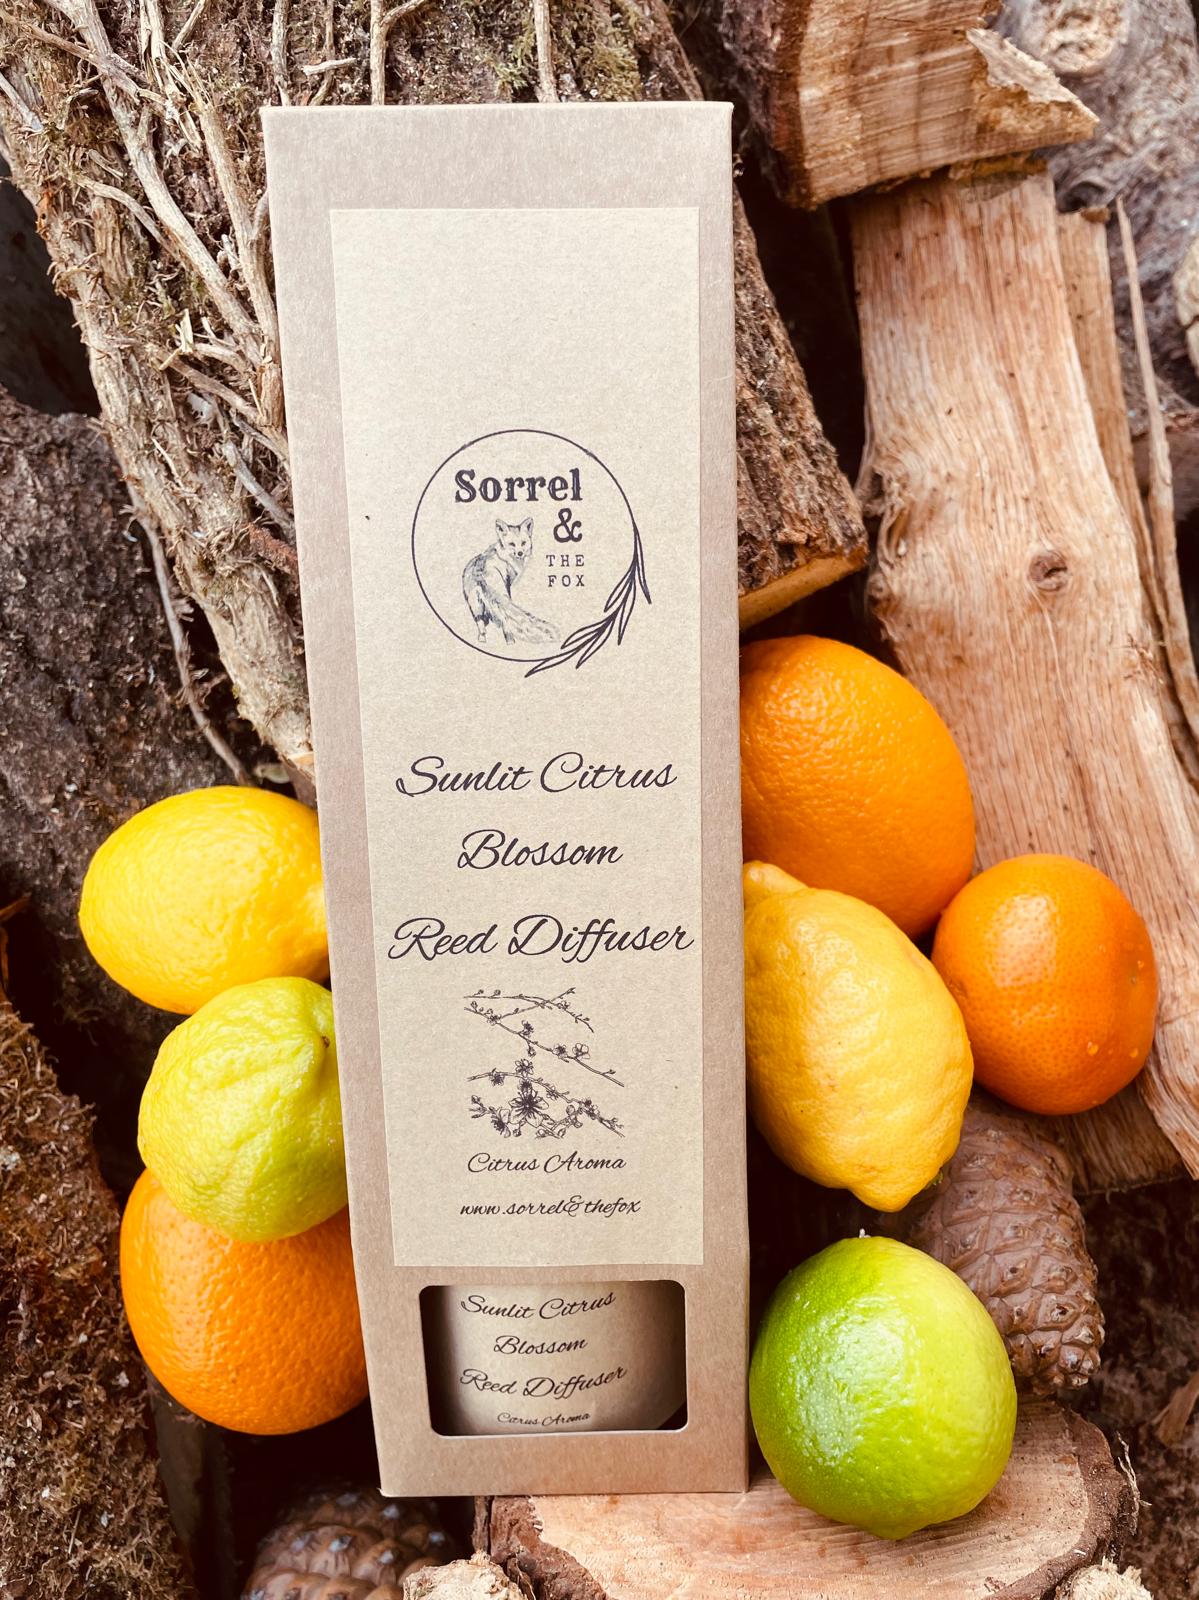 Sorrel
&
THE
FOX
Sunlit Citrus
Blossom
Reed Diffuser
Citrus Aroma
www.sorrel&thefox
Sunlit Citrus
Blossom
Reed Diffuser
Citrus Aroma